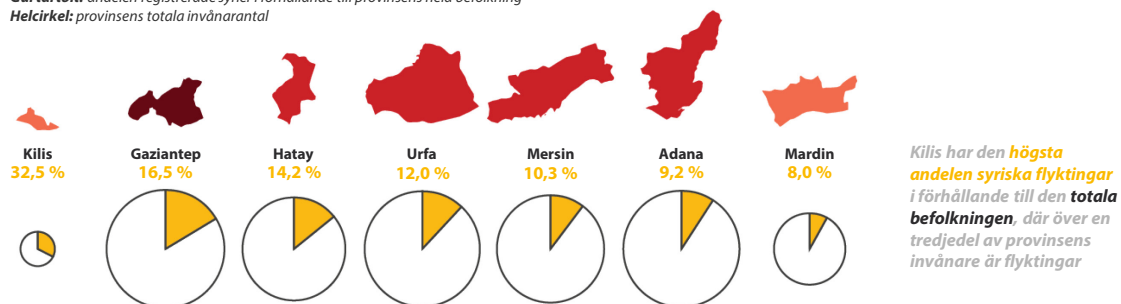 Helcirkel: provinsens totala invånarantal
Kilis
32,5 %
Gaziantep
16,5 %
Hatay
14,2 %
Urfa
12,0 %
Mersin
10,3 %
Adana
9,2 %
Mardin
8,0 %
Kilis har den högsta
andelen syriska flyktingar
i förhållande till den totala
befolkningen, där över en
tredjedel av provinsens
invånare är flyktingar